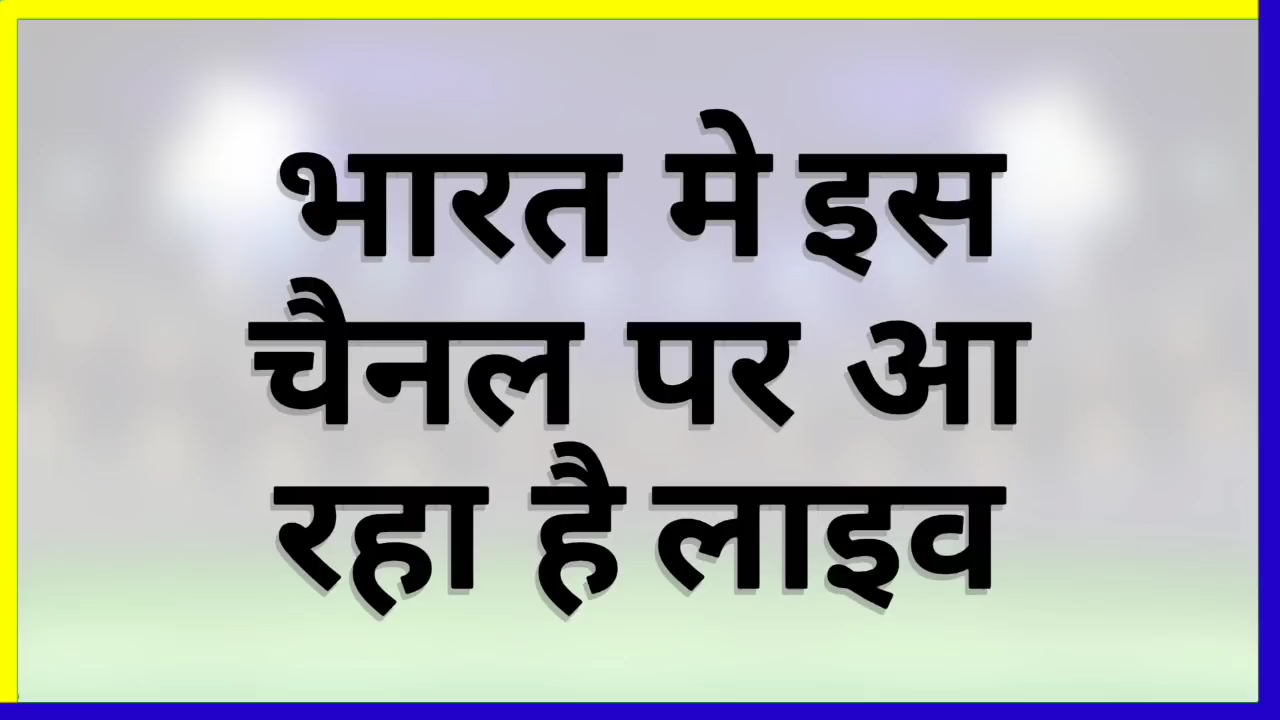 भारत मे इस
चैनल पर आ
रहा है लाइव